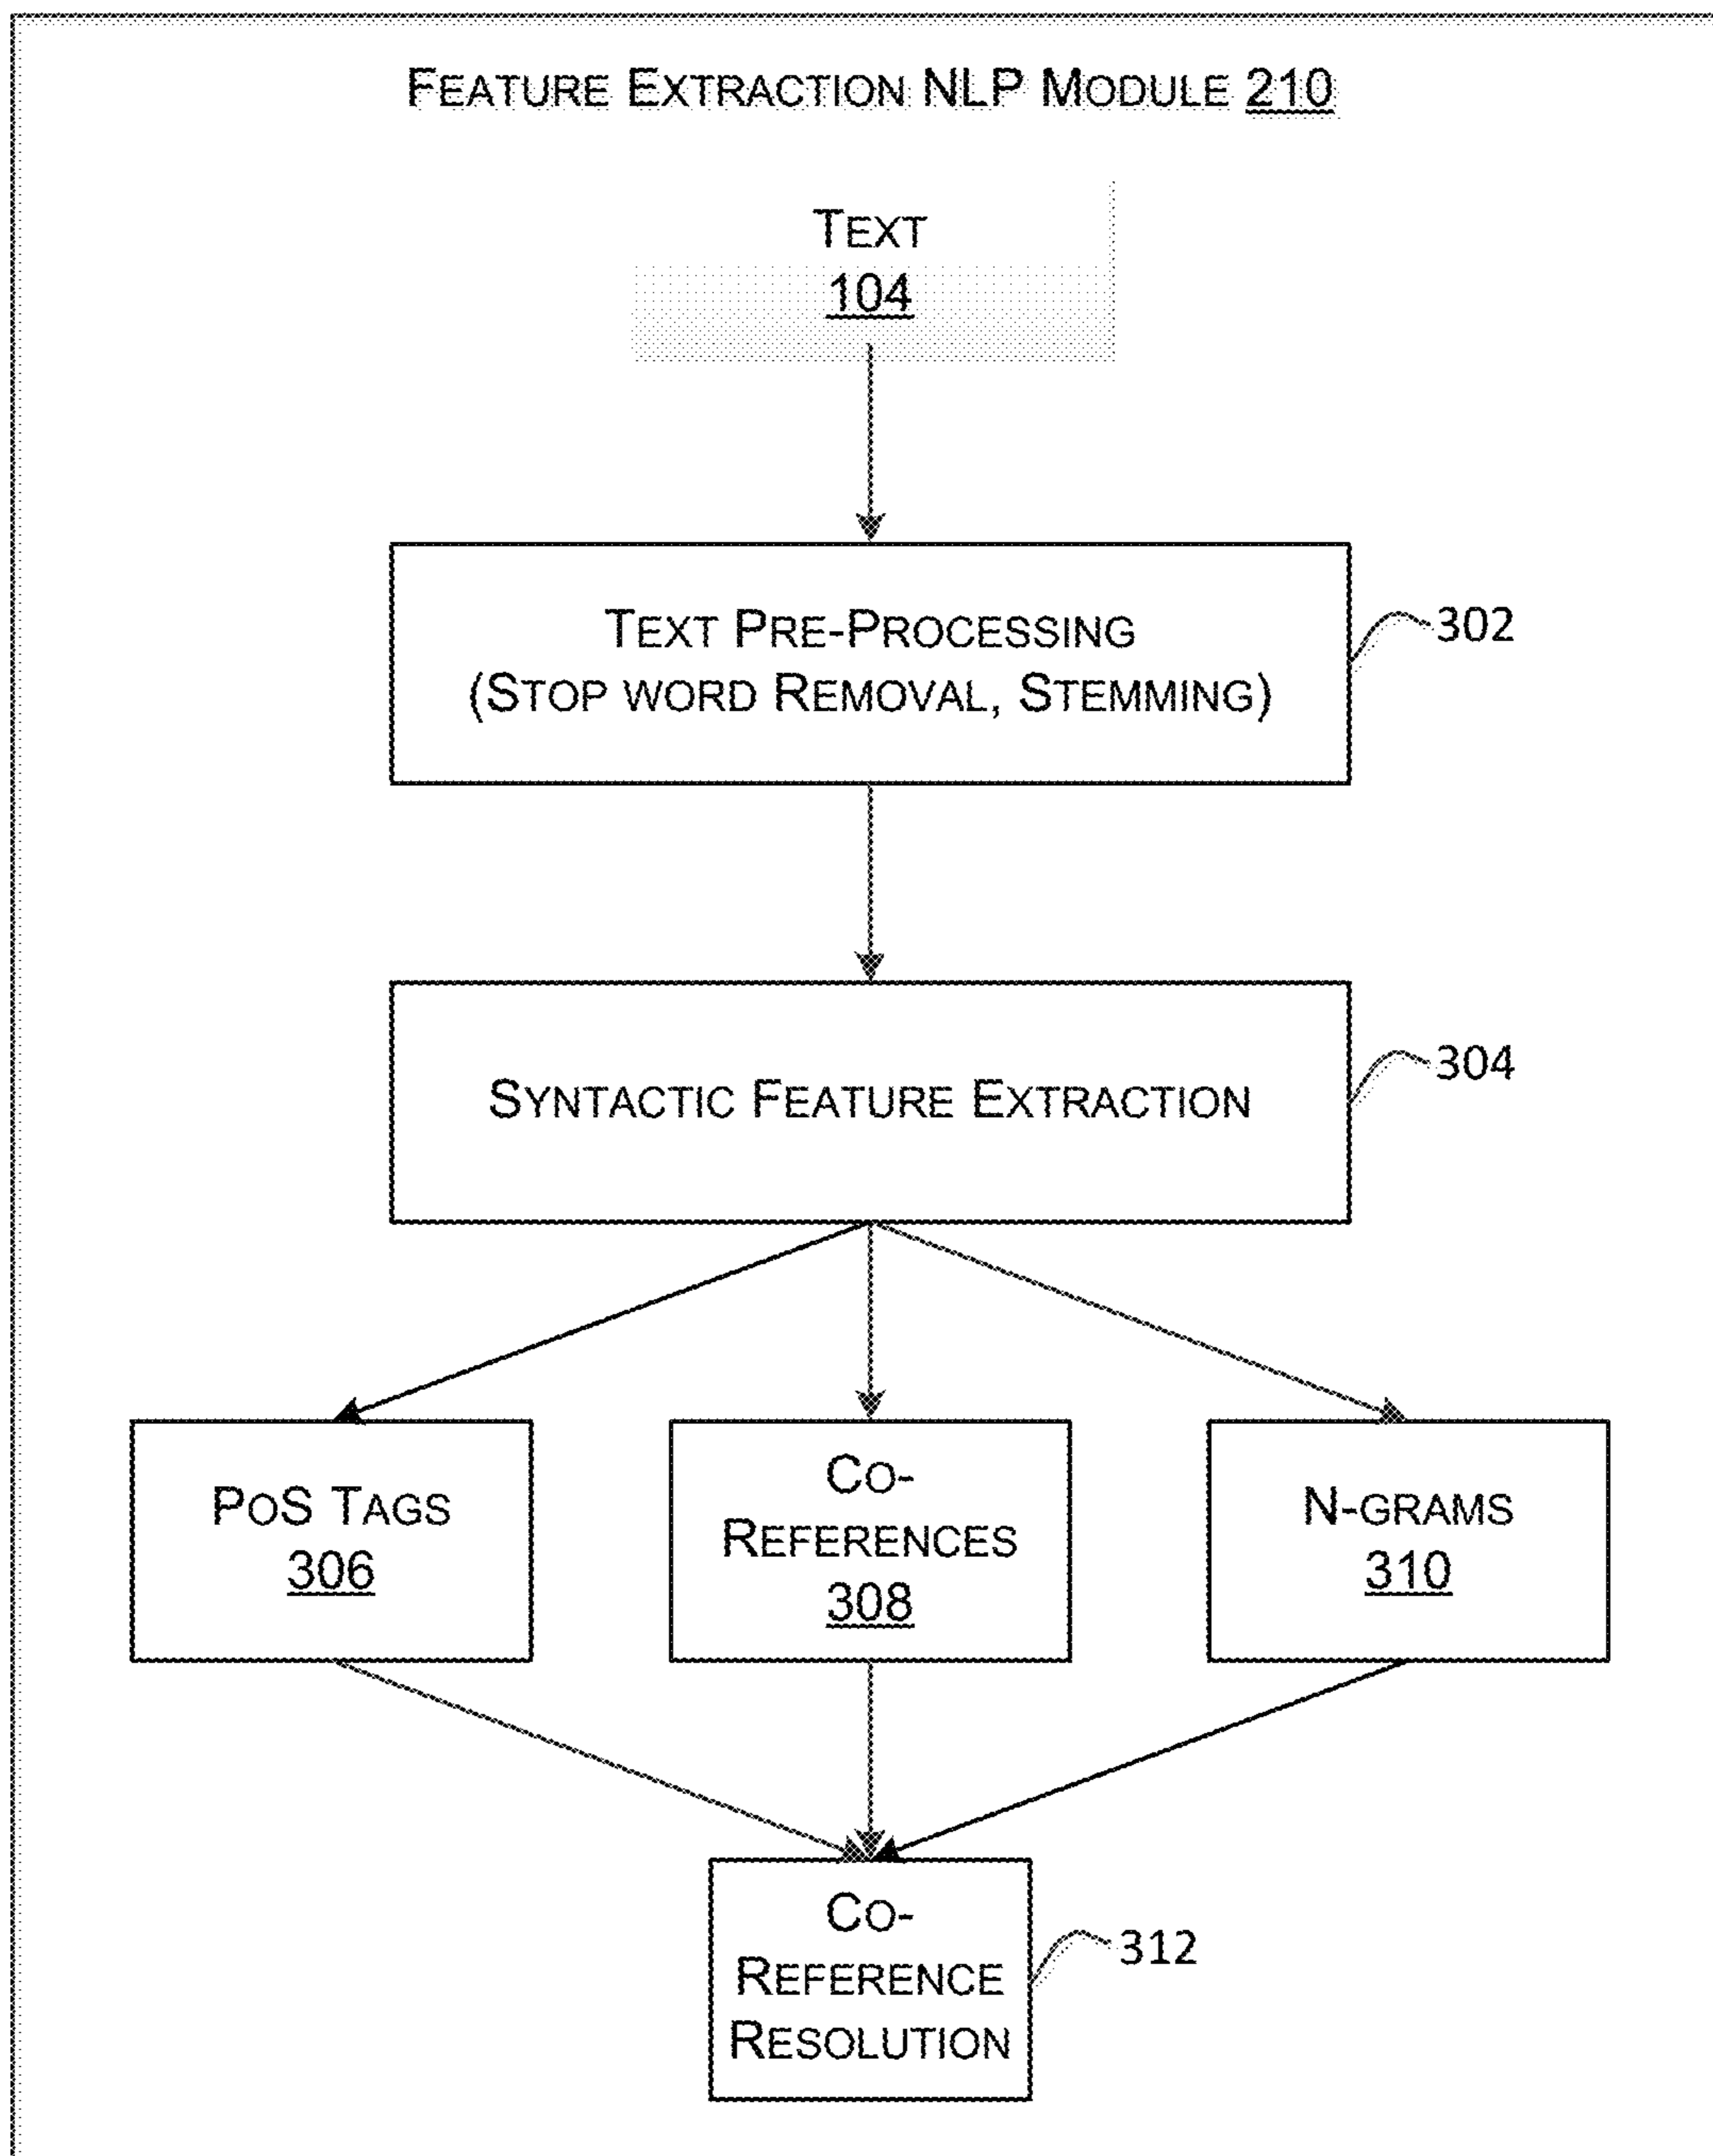 FEATURE EXTRACTION NLP MODULE 210
TEXT
104
TEXT PRE-PROCESSING
(STOP WORD REMOVAL, STEMMING)
302
SYNTACTIC FEATURE EXTRACTION
304
POS TAGS
306
CO-
REFERENCES
308
N-GRAMS
310
CO-
REFERENCE
RESOLUTION
312